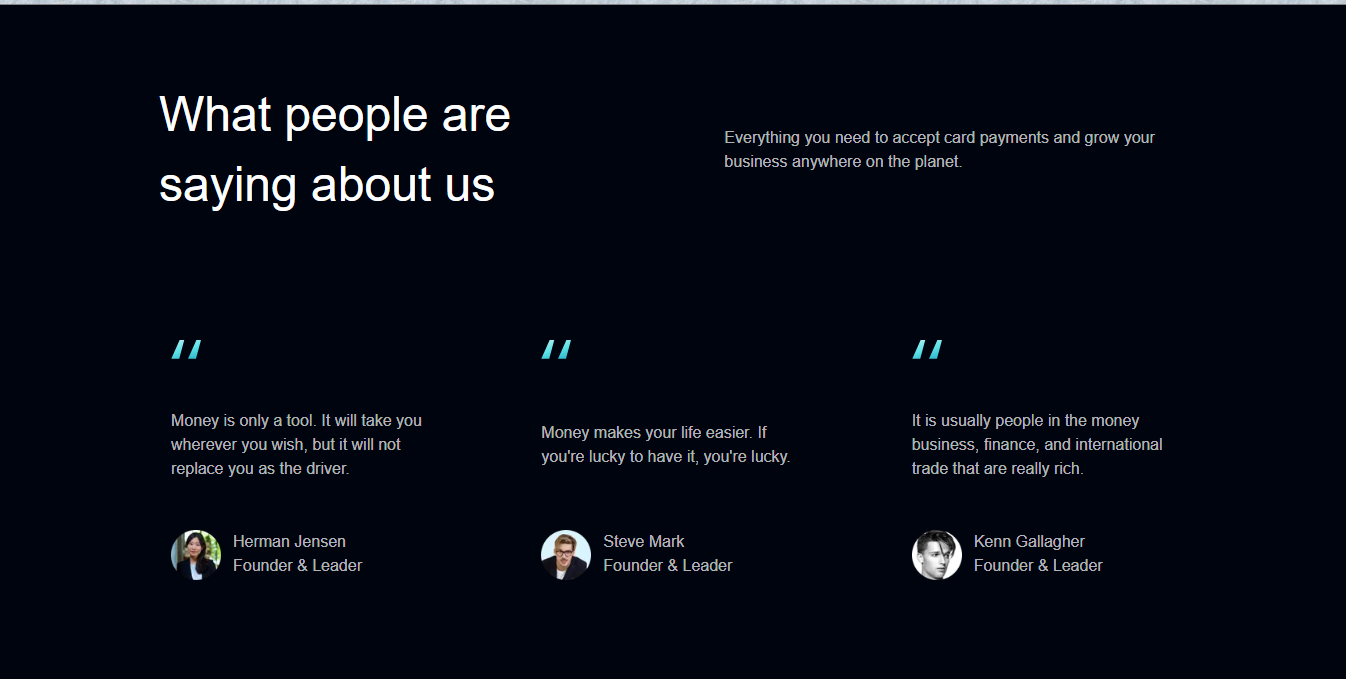 What people are
saying about us
Everything you need to accept card payments and grow your
business anywhere on the planet.
Money is only a tool. It will take you
wherever you wish, but it will not
replace you as the driver.
Herman Jensen
Founder & Leader
Money makes your life easier. If
you're lucky to have it, you're lucky.
Steve Mark
Founder & Leader
It is usually people in the money
business, finance, and international
trade that are really rich.
Kenn Gallagher
Founder & Leader